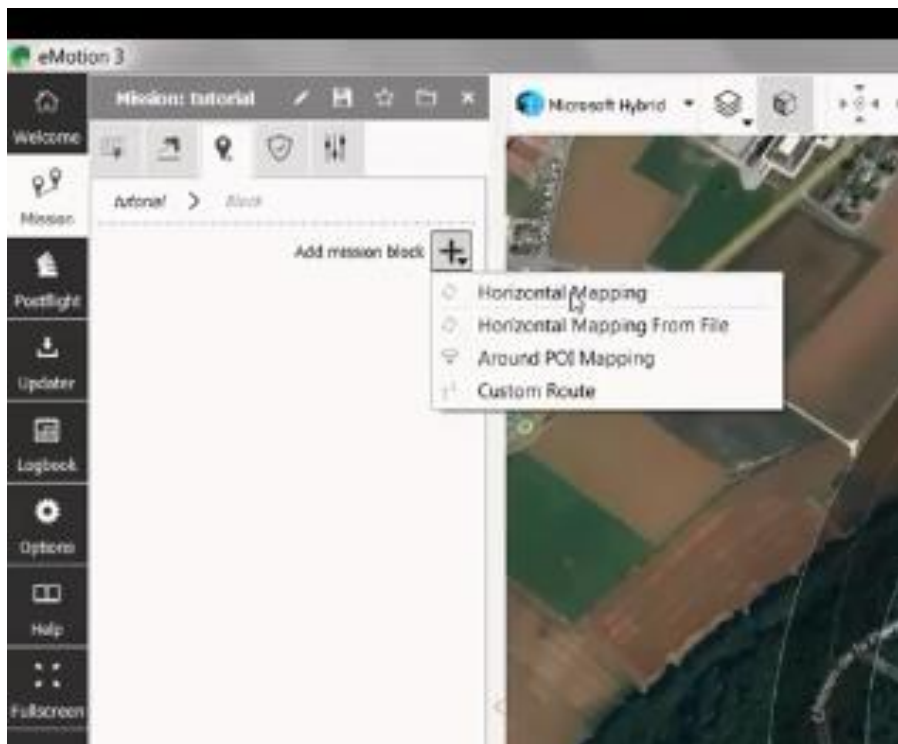 eMotion 3
Welcome
Mission
Postflight
Updater
Logbook
Options
Help
Fullscreen
Mission: tutorial
tutorial > Block
Add mission block
Horizontal Mapping
Horizontal Mapping From File
Around POI Mapping
Custom Route
Microsoft Hybrid